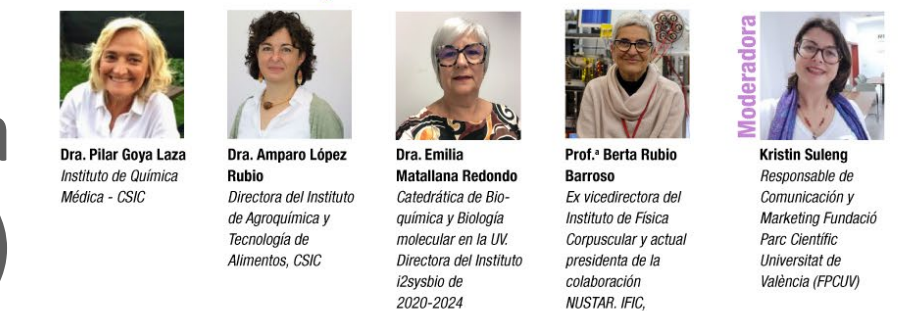 Dra. Pilar Goya Laza
Instituto de Química
Médica - CSIC
Dra. Amparo López
Rubio
Directora del Instituto
de Agroquímica y
Tecnología de
Alimentos, CSIC
Dra. Emilia
Matallana Redondo
Catedrática de Bio-
química y Biología
molecular en la UV.
Directora del Instituto
i2sysbio de
2020-2024
Prof.ª Berta Rubio
Barroso
Ex vicedirectora del
Instituto de Física
Corpuscular y actual
presidenta de la
colaboración
NUSTAR. IFIC,
Moderadora
Kristin Suleng
Responsable de
Comunicación y
Marketing Fundació
Parc Científic
Universitat de
València (FPCUV)